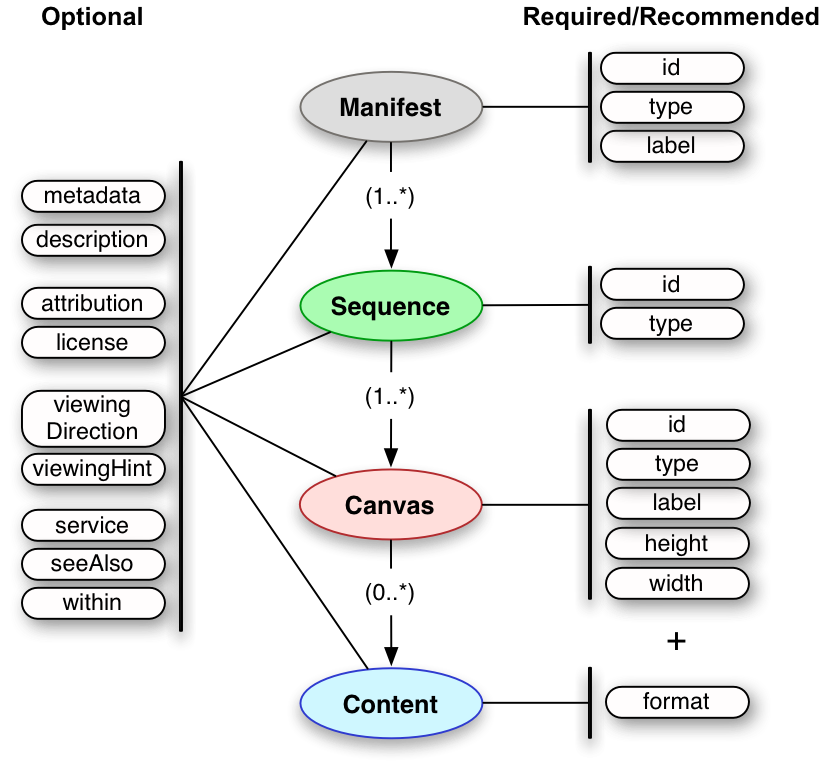 Optional
Required/Recommended
metadata
description
attribution
license
viewing
Direction
viewingHint
service
seeAlso
within
Manifest
(1..*)
Sequence
(1..*)
Canvas
(0..*)
Content
id
type
label
id
type
id
type
label
height
width
+
format